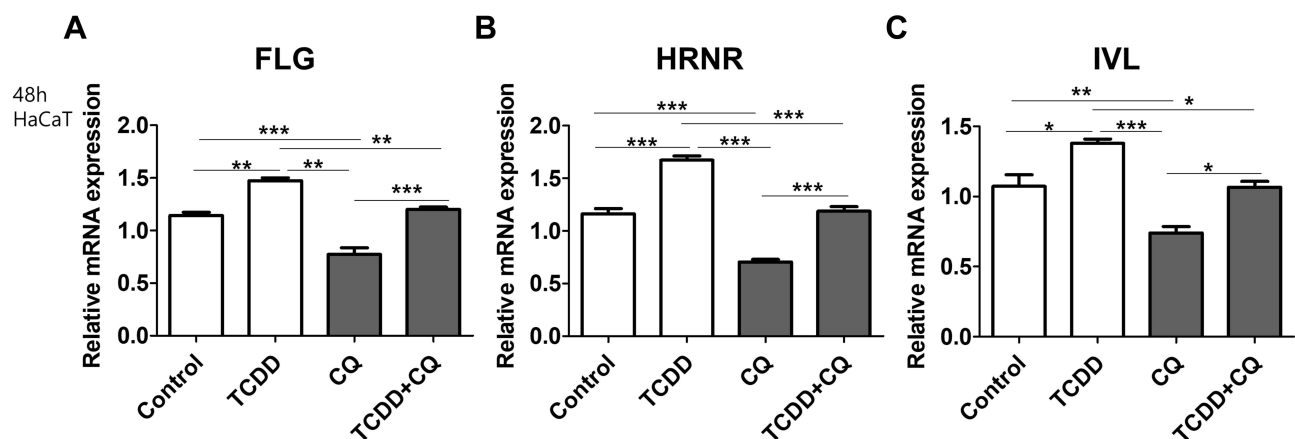 A
B
C
FLG
HRNR
IVL
48h
HaCaT
Relative mRNA expression
2.0
1.5
1.0
0.5
0.0
***
**
**
**
***
Control
TCDD
CQ
TCDD+CQ
Relative mRNA expression
2.0
1.5
1.0
0.5
0.0
***
***
***
***
***
Control
TCDD
CQ
TCDD+CQ
Relative mRNA expression
1.5
1.0
0.5
0.0
**
*
*
***
*
Control
TCDD
CQ
TCDD+CQ